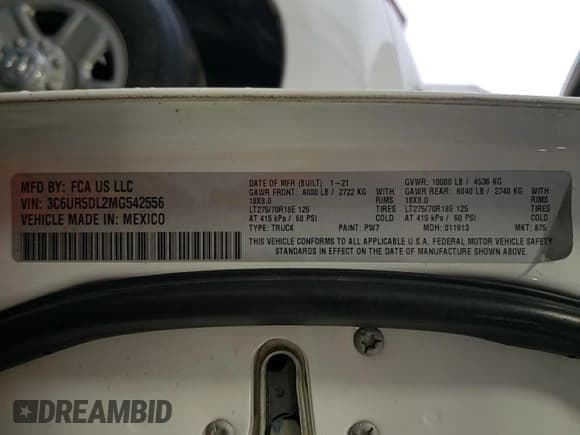 MFD BY: FCA US LLC
VIN: 3C6UR5DL2MG542556
VEHICLE MADE IN: MEXICO
DATE OF MFR (BUILT): 1-21 GVWR: 10000 LB / 4536 KG
GAWR FRONT: 6000 LB / 2722 KG GAWR REAR: 6040 LB / 2740 KG
18X8.0 RIMS 18X8.0 RIMS
LT275/70R18E 125 TIRES LT275/70R18E 125 TIRES
AT 415 kPa / 60 PSI COLD AT 415 kPa / 60 PSI COLD
TYPE: TRUCK PAINT: PW7 MDH: 011913 MKT: 875
THIS VEHICLE CONFORMS TO ALL APPLICABLE U.S.A. FEDERAL MOTOR VEHICLE SAFETY
STANDARDS IN EFFECT ON THE DATE OF MANUFACTURE SHOWN ABOVE.
DREAMBID